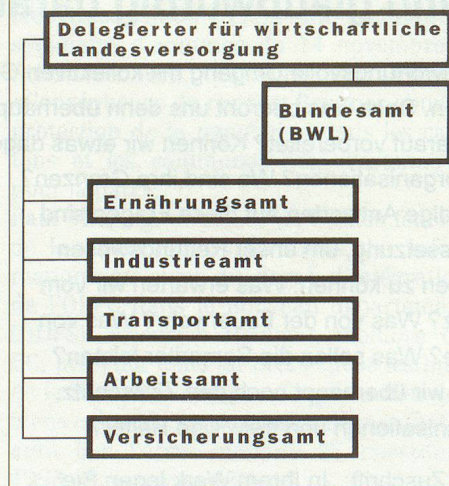 Delegierter für wirtschaftliche
Landesversorgung
Bundesamt
(BWL)
Ernährungsamt
Industrieamt
Transportamt
Arbeitsamt
Versicherungsamt